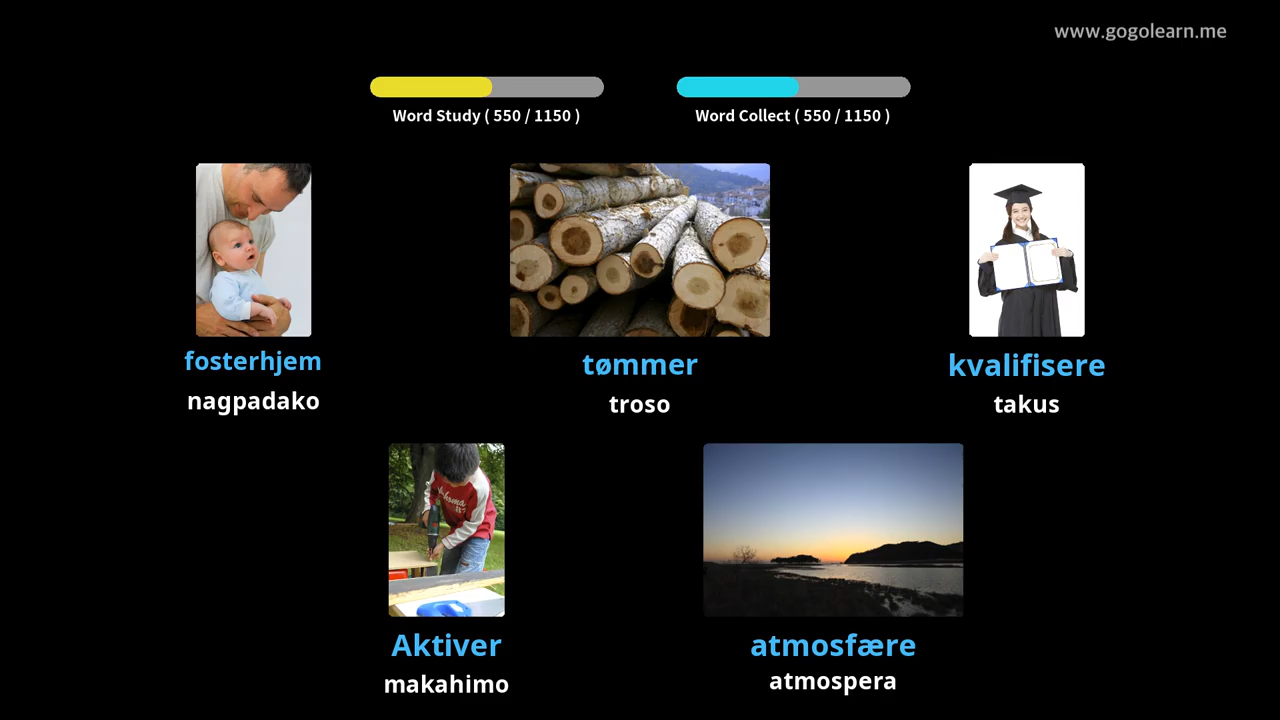 www.gogolearn.me
Word Study ( 550 / 1150 )
Word Collect ( 550 / 1150 )
fosterhjem
nagpadako
tømmer
troso
kvalifisere
takus
Aktiver
makahimo
atmosfære
atmospera